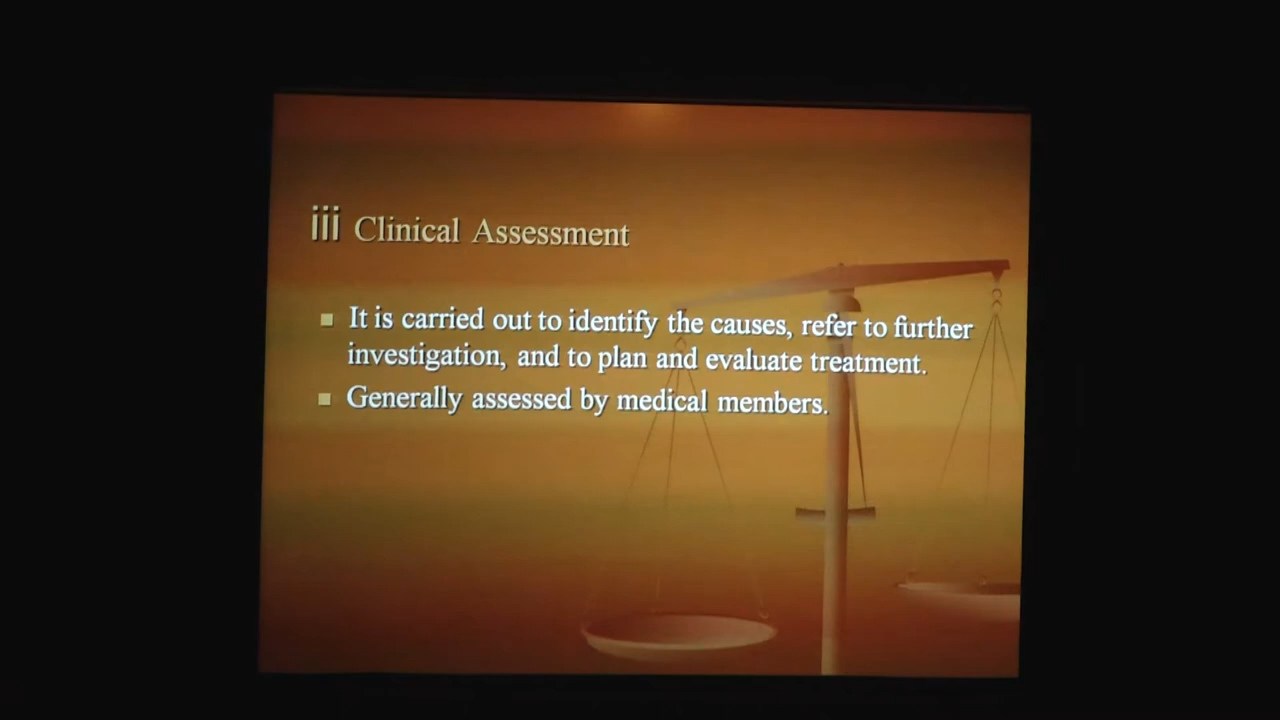 iii Clinical Assessment
It is carried out to identify the causes, refer to further
investigation, and to plan and evaluate treatment.
Generally assessed by medical members.